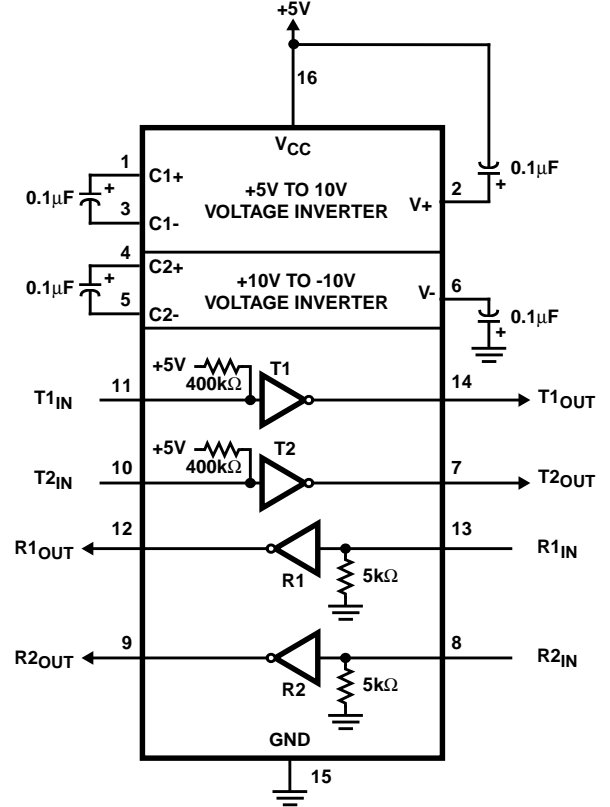 +5V
16
VCC
1
C1+
0.1μF
+
3
C1-
+5V TO 10V
VOLTAGE INVERTER
V+
2
+
0.1μF
4
C2+
0.1μF
+
5
C2-
+10V TO -10V
VOLTAGE INVERTER
V-
6
0.1μF
+
+5V
400kΩ
T1
T1IN
11
14
T1OUT
+5V
400kΩ
T2
T2IN
10
7
T2OUT
R1OUT
12
R1
5kΩ
13
R1IN
R2OUT
9
R2
5kΩ
8
R2IN
GND
15